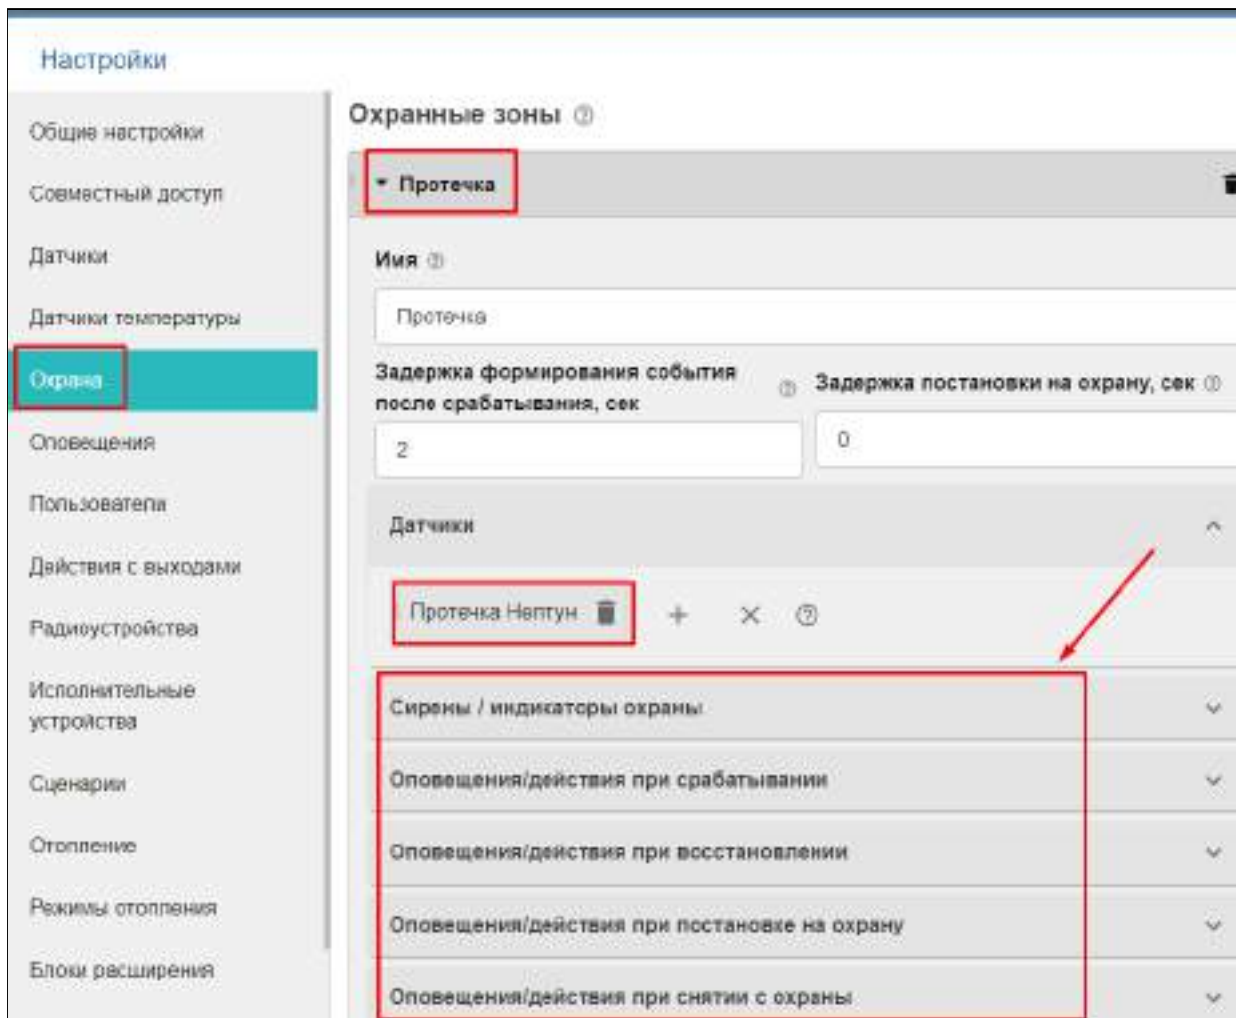 Настройки
Общие настройки
Совместный доступ
Датчики
Датчики температуры
Охрана
Оповещения
Пользователи
Действия с выходами
Радиоустройства
Исполнительные
устройства
Сценарии
Отопление
Режимы отопления
Блоки расширения
Охранные зоны
Протечка
Имя
Протечка
Задержка формирования события
после срабатывания, сек
2
Задержка постановки на охрану, сек
0
Датчики
Протечка Нептун
Сирены / индикаторы охраны
Оповещения/действия при срабатывании
Оповещения/действия при восстановлении
Оповещения/действия при постановке на охрану
Оповещения/действия при снятии с охраны